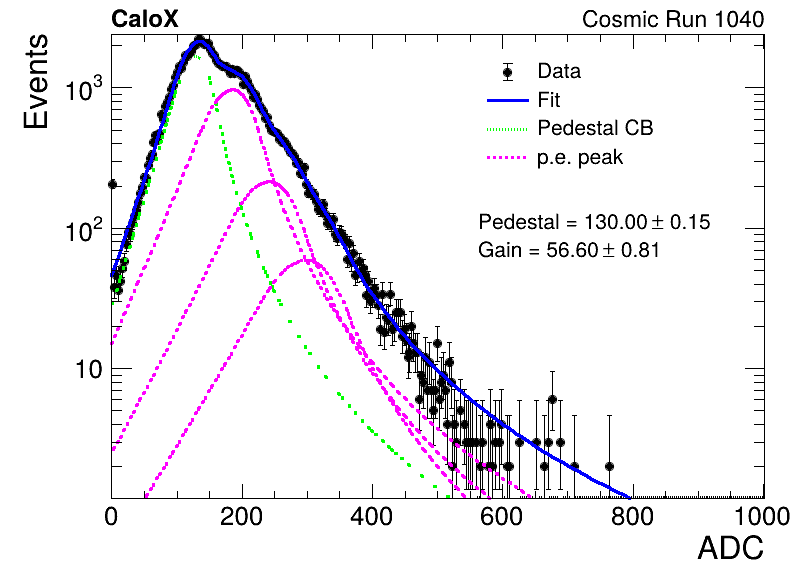 CaloX Cosmic Run 1040
Events
10³
10²
10
Data
Fit
Pedestal CB
p.e. peak
Pedestal = 130.00 ± 0.15
Gain = 56.60 ± 0.81
0 200 400 600 800 1000
ADC